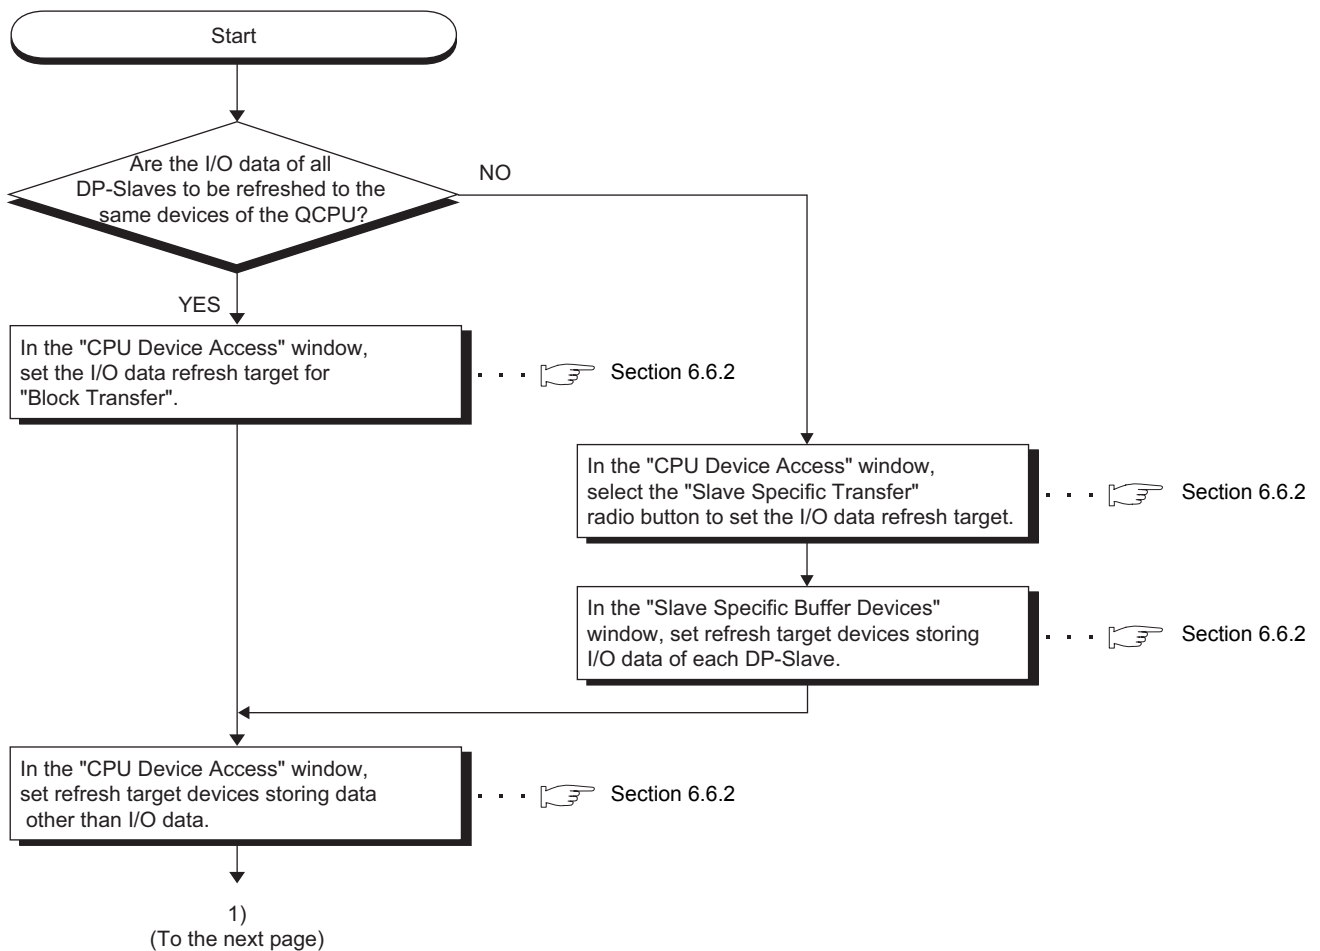 Start
Are the I/O data of all
DP-Slaves to be refreshed to the
same devices of the QCPU?
NO
YES
In the "CPU Device Access" window,
set the I/O data refresh target for
"Block Transfer".
Section 6.6.2
In the "CPU Device Access" window,
select the "Slave Specific Transfer"
radio button to set the I/O data refresh target.
Section 6.6.2
In the "Slave Specific Buffer Devices"
window, set refresh target devices storing
I/O data of each DP-Slave.
Section 6.6.2
In the "CPU Device Access" window,
set refresh target devices storing data
other than I/O data.
Section 6.6.2
1)
(To the next page)